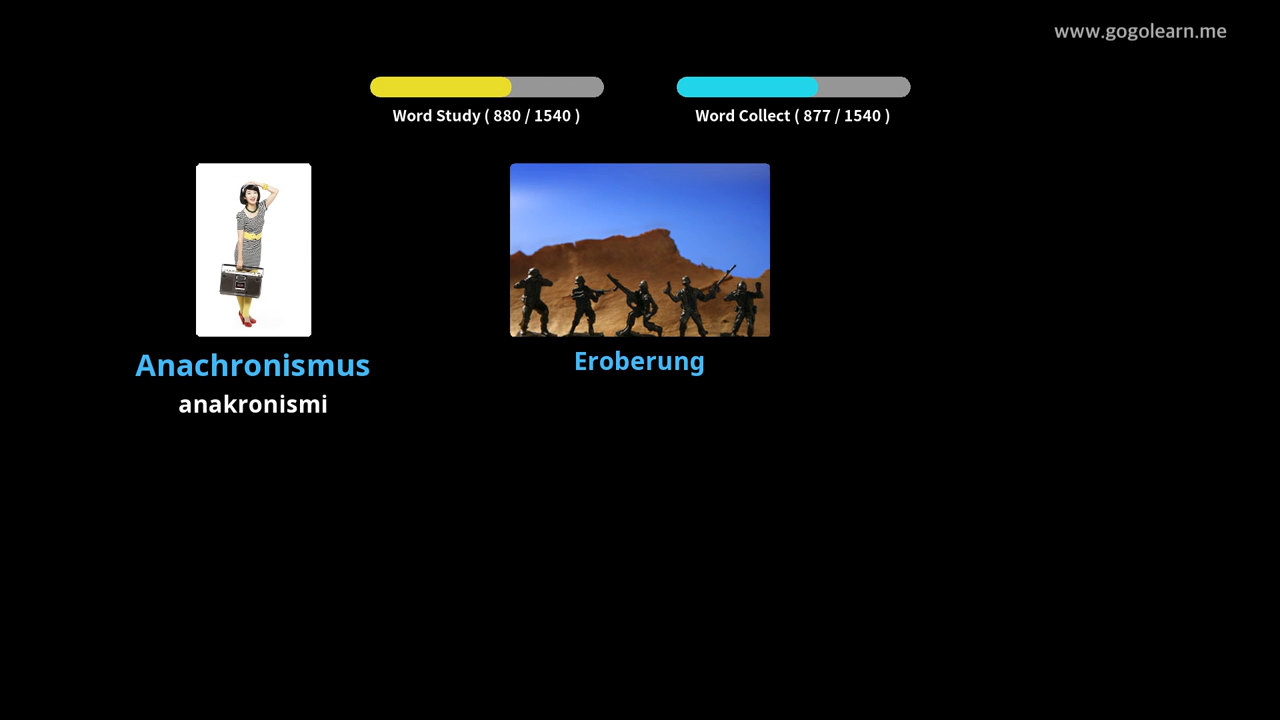 www.gogolearn.me
Word Study ( 880 / 1540 )
Word Collect ( 877 / 1540 )
Anachronismus
anakronismi
Eroberung